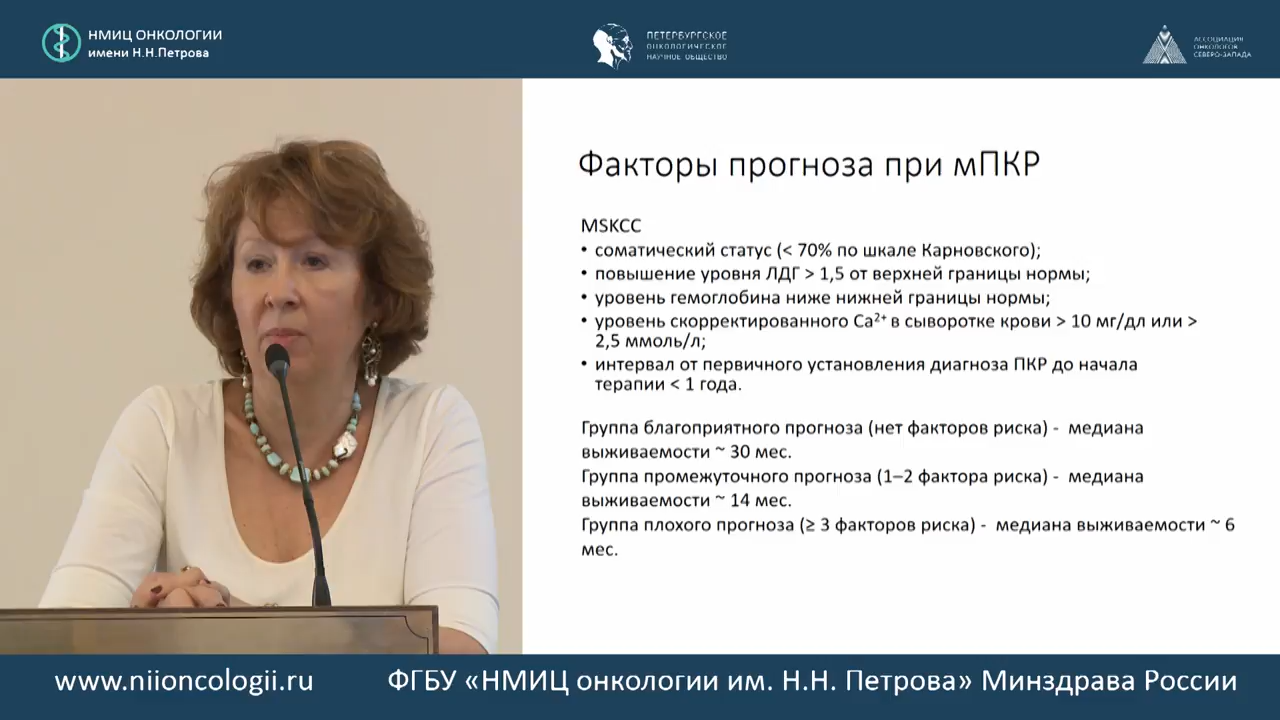 НМИЦ ОНКОЛОГИИ
имени Н.Н.Петрова
ПЕТЕРБУРГСКОЕ
ОНКОЛОГИЧЕСКОЕ
НАУЧНОЕ ОБЩЕСТВО
АССОЦИАЦИЯ
ОНКОЛОГОВ
СЕВЕРО-ЗАПАДА
Факторы прогноза при мПКР
MSKCC
• соматический статус (< 70% по шкале Карновского);
• повышение уровня ЛДГ > 1,5 от верхней границы нормы;
• уровень гемоглобина ниже нижней границы нормы;
• уровень скорректированного Ca²⁺ в сыворотке крови > 10 мг/дл или >
2,5 ммоль/л;
• интервал от первичного установления диагноза ПКР до начала
терапии < 1 года.
Группа благоприятного прогноза (нет факторов риска) - медиана
выживаемости ~ 30 мес.
Группа промежуточного прогноза (1–2 фактора риска) - медиана
выживаемости ~ 14 мес.
Группа плохого прогноза (≥ 3 факторов риска) - медиана выживаемости ~ 6
мес.
www.niioncologii.ru
ФГБУ «НМИЦ онкологии им. Н.Н. Петрова» Минздрава России